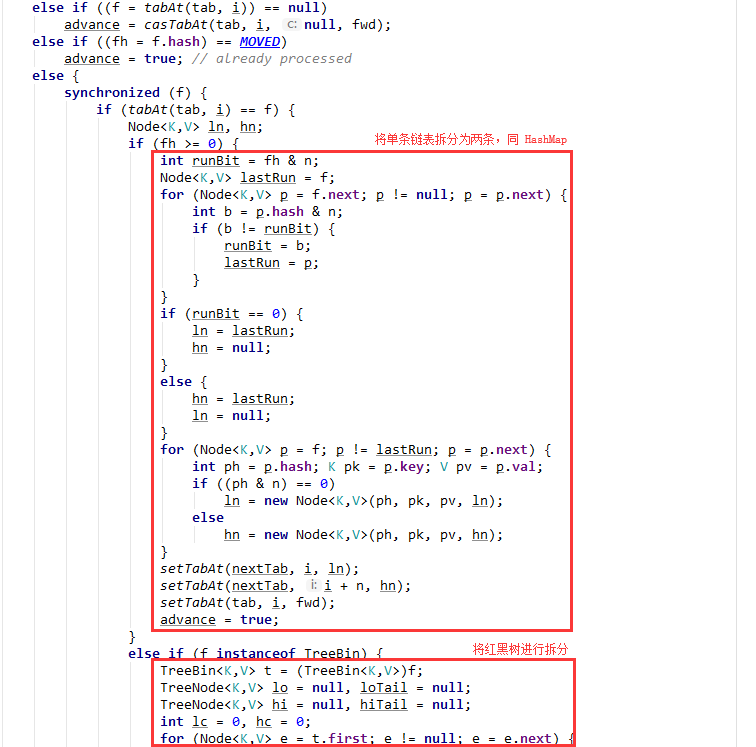 else if ((f = tabAt(tab, i)) == null)
    advance = casTabAt(tab, i, c: null, fwd);
else if ((fh = f.hash) == MOVED)
    advance = true; // already processed
else {
    synchronized (f) {
        if (tabAt(tab, i) == f) {
            Node<K,V> ln, hn;
            if (fh >= 0) { 将单条链表拆分为两条，同 HashMap
                int runBit = fh & n;
                Node<K,V> lastRun = f;
                for (Node<K,V> p = f.next; p != null; p = p.next) {
                    int b = p.hash & n;
                    if (b != runBit) {
                        runBit = b;
                        lastRun = p;
                    }
                }
                if (runBit == 0) {
                    ln = lastRun;
                    hn = null;
                }
                else {
                    hn = lastRun;
                    ln = null;
                }
                for (Node<K,V> p = f; p != lastRun; p = p.next) {
                    int ph = p.hash; K pk = p.key; V pv = p.val;
                    if ((ph & n) == 0)
                        ln = new Node<K,V>(ph, pk, pv, ln);
                    else
                        hn = new Node<K,V>(ph, pk, pv, hn);
                }
                setTabAt(nextTab, i, ln);
                setTabAt(nextTab, i: i + n, hn);
                setTabAt(tab, i, fwd);
                advance = true;
            }
            else if (f instanceof TreeBin) { 将红黑树进行拆分
                TreeBin<K,V> t = (TreeBin<K,V>)f;
                TreeNode<K,V> lo = null, loTail = null;
                TreeNode<K,V> hi = null, hiTail = null;
                int lc = 0, hc = 0;
                for (Node<K,V> e = t.first; e != null; e = e.next) {